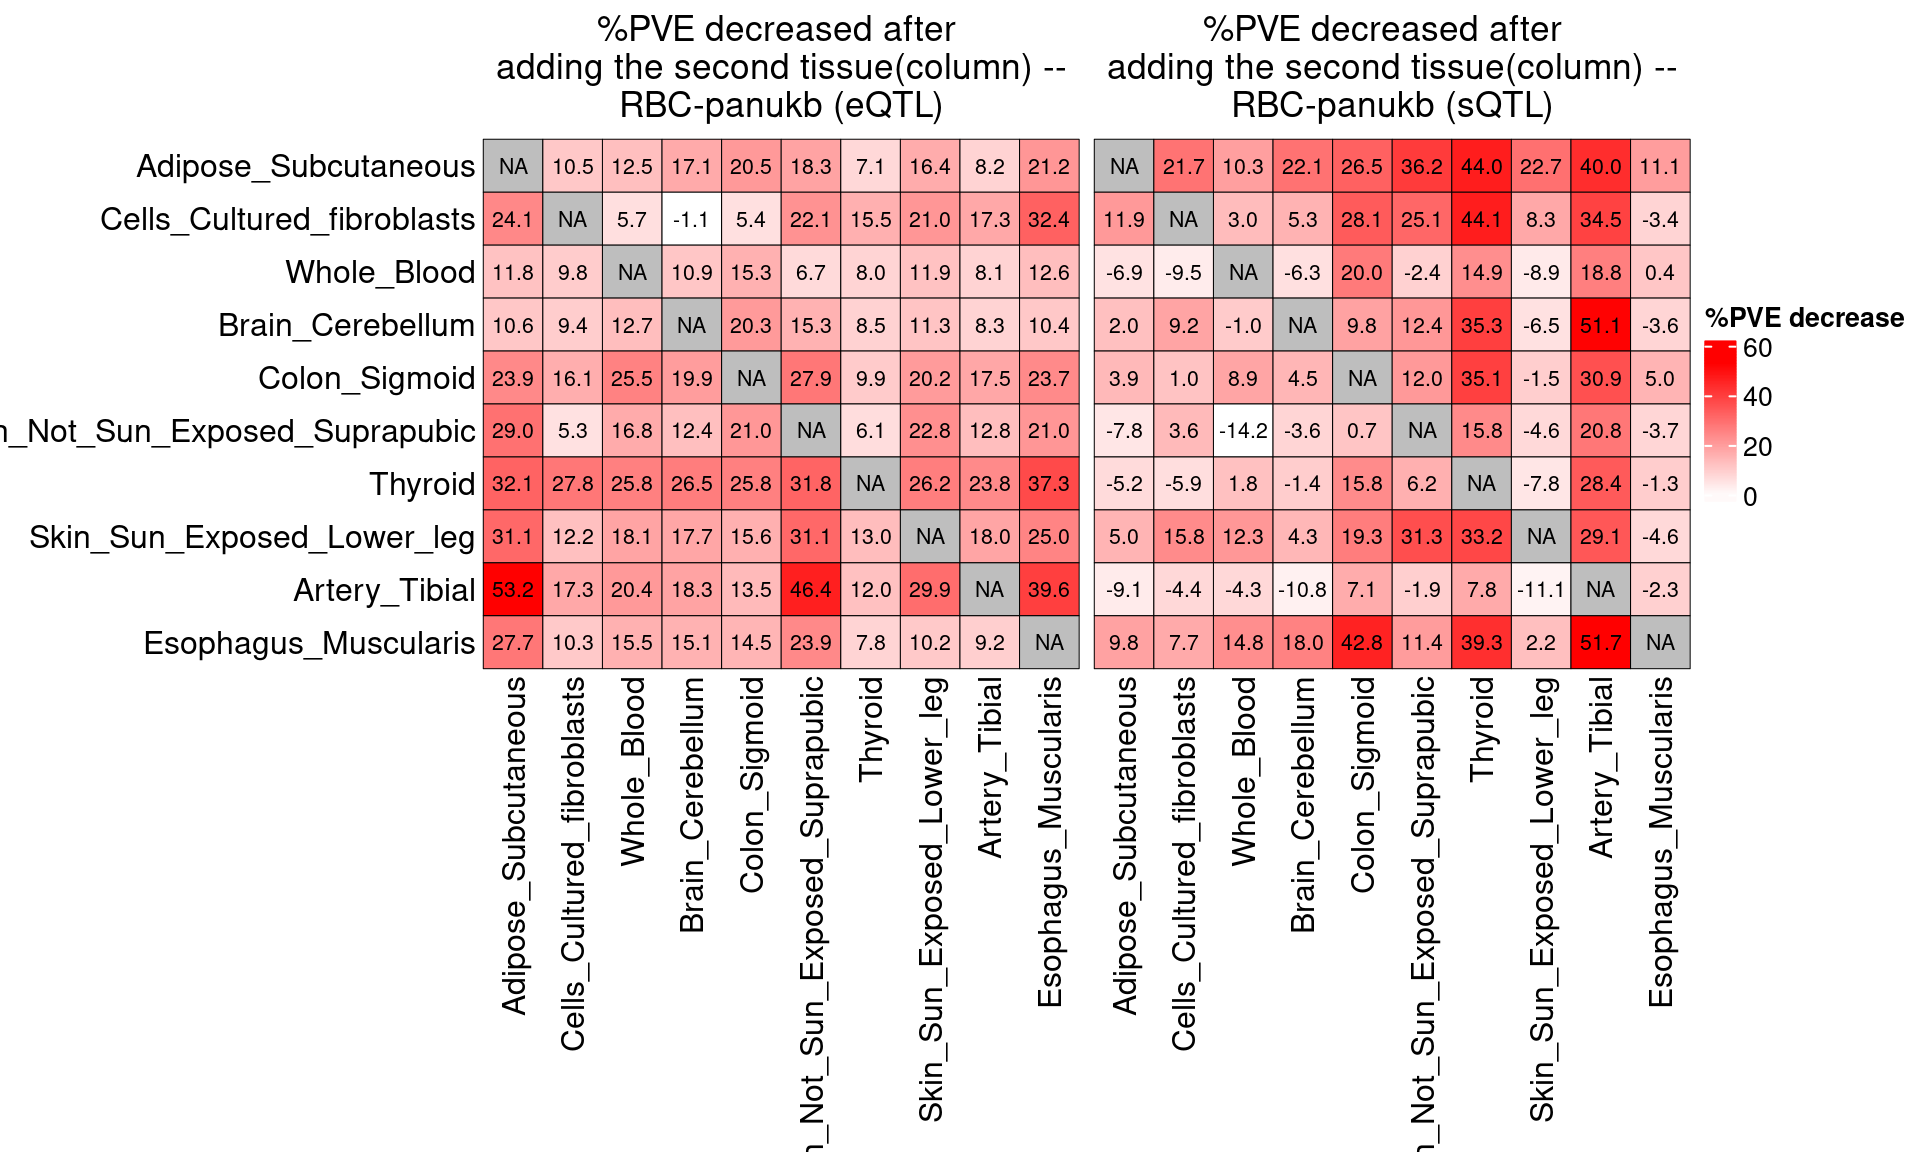 %PVE decreased after
adding the second tissue(column) --
RBC-panukb (eQTL)
%PVE decreased after
adding the second tissue(column) --
RBC-panukb (sQTL)
Adipose_Subcutaneous NA 10.5 12.5 17.1 20.5 18.3 7.1 16.4 8.2 21.2 NA 21.7 10.3 22.1 26.5 36.2 44.0 22.7 40.0 11.1
Cells_Cultured_fibroblasts 24.1 NA 5.7 -1.1 5.4 22.1 15.5 21.0 17.3 32.4 11.9 NA 3.0 5.3 28.1 25.1 44.1 8.3 34.5 -3.4
Whole_Blood 11.8 9.8 NA 10.9 15.3 6.7 8.0 11.9 8.1 12.6 -6.9 -9.5 NA -6.3 20.0 -2.4 14.9 -8.9 18.8 0.4
Brain_Cerebellum 10.6 9.4 12.7 NA 20.3 15.3 8.5 11.3 8.3 10.4 2.0 9.2 -1.0 NA 9.8 12.4 35.3 -6.5 51.1 -3.6
Colon_Sigmoid 23.9 16.1 25.5 19.9 NA 27.9 9.9 20.2 17.5 23.7 3.9 1.0 8.9 4.5 NA 12.0 35.1 -1.5 30.9 5.0
n_Not_Sun_Exposed_Suprapubic 29.0 5.3 16.8 12.4 21.0 NA 6.1 22.8 12.8 21.0 -7.8 3.6 -14.2 -3.6 0.7 NA 15.8 -4.6 20.8 -3.7
Thyroid 32.1 27.8 25.8 26.5 25.8 31.8 NA 26.2 23.8 37.3 -5.2 -5.9 1.8 -1.4 15.8 6.2 NA -7.8 28.4 -1.3
Skin_Sun_Exposed_Lower_leg 31.1 12.2 18.1 17.7 15.6 31.1 13.0 NA 18.0 25.0 5.0 15.8 12.3 4.3 19.3 31.3 33.2 NA 29.1 -4.6
Artery_Tibial 53.2 17.3 20.4 18.3 13.5 46.4 12.0 29.9 NA 39.6 -9.1 -4.4 -4.3 -10.8 7.1 -1.9 7.8 -11.1 NA -2.3
Esophagus_Muscularis 27.7 10.3 15.5 15.1 14.5 23.9 7.8 10.2 9.2 NA 9.8 7.7 14.8 18.0 42.8 11.4 39.3 2.2 51.7 NA
Adipose_Subcutaneous
Cells_Cultured_fibroblasts
Whole_Blood
Brain_Cerebellum
Colon_Sigmoid
n_Not_Sun_Exposed_Suprapubic
Thyroid
Skin_Sun_Exposed_Lower_leg
Artery_Tibial
Esophagus_Muscularis
Adipose_Subcutaneous
Cells_Cultured_fibroblasts
Whole_Blood
Brain_Cerebellum
Colon_Sigmoid
n_Not_Sun_Exposed_Suprapubic
Thyroid
Skin_Sun_Exposed_Lower_leg
Artery_Tibial
Esophagus_Muscularis
%PVE decrease
60
40
20
0